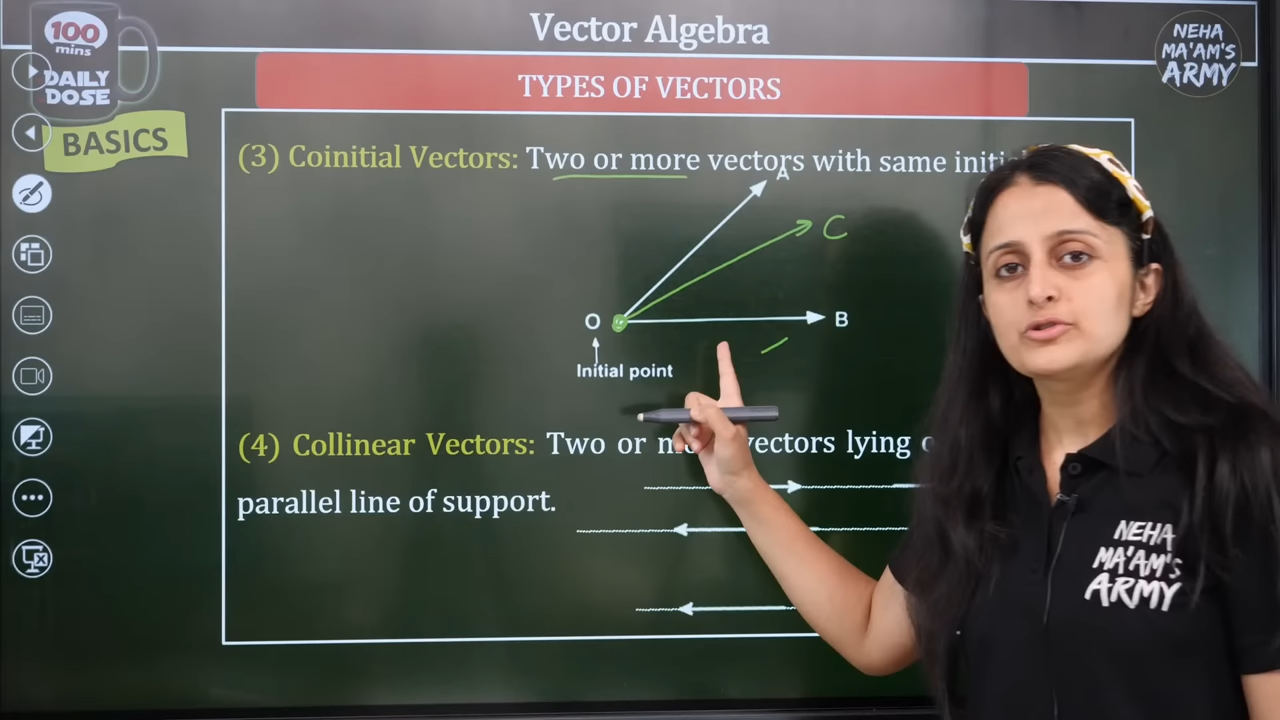 Vector Algebra
100
mins
DAILY
DOSE
NEHA
MA'AM'S
ARMY
TYPES OF VECTORS
BASICS
(3) Coinitial Vectors: Two or more vectors with same
A
C
O
B
Initial point
(4) Collinear Vectors: Two or vectors lying
parallel line of support.
NEHA
MA'AM'S
ARMY